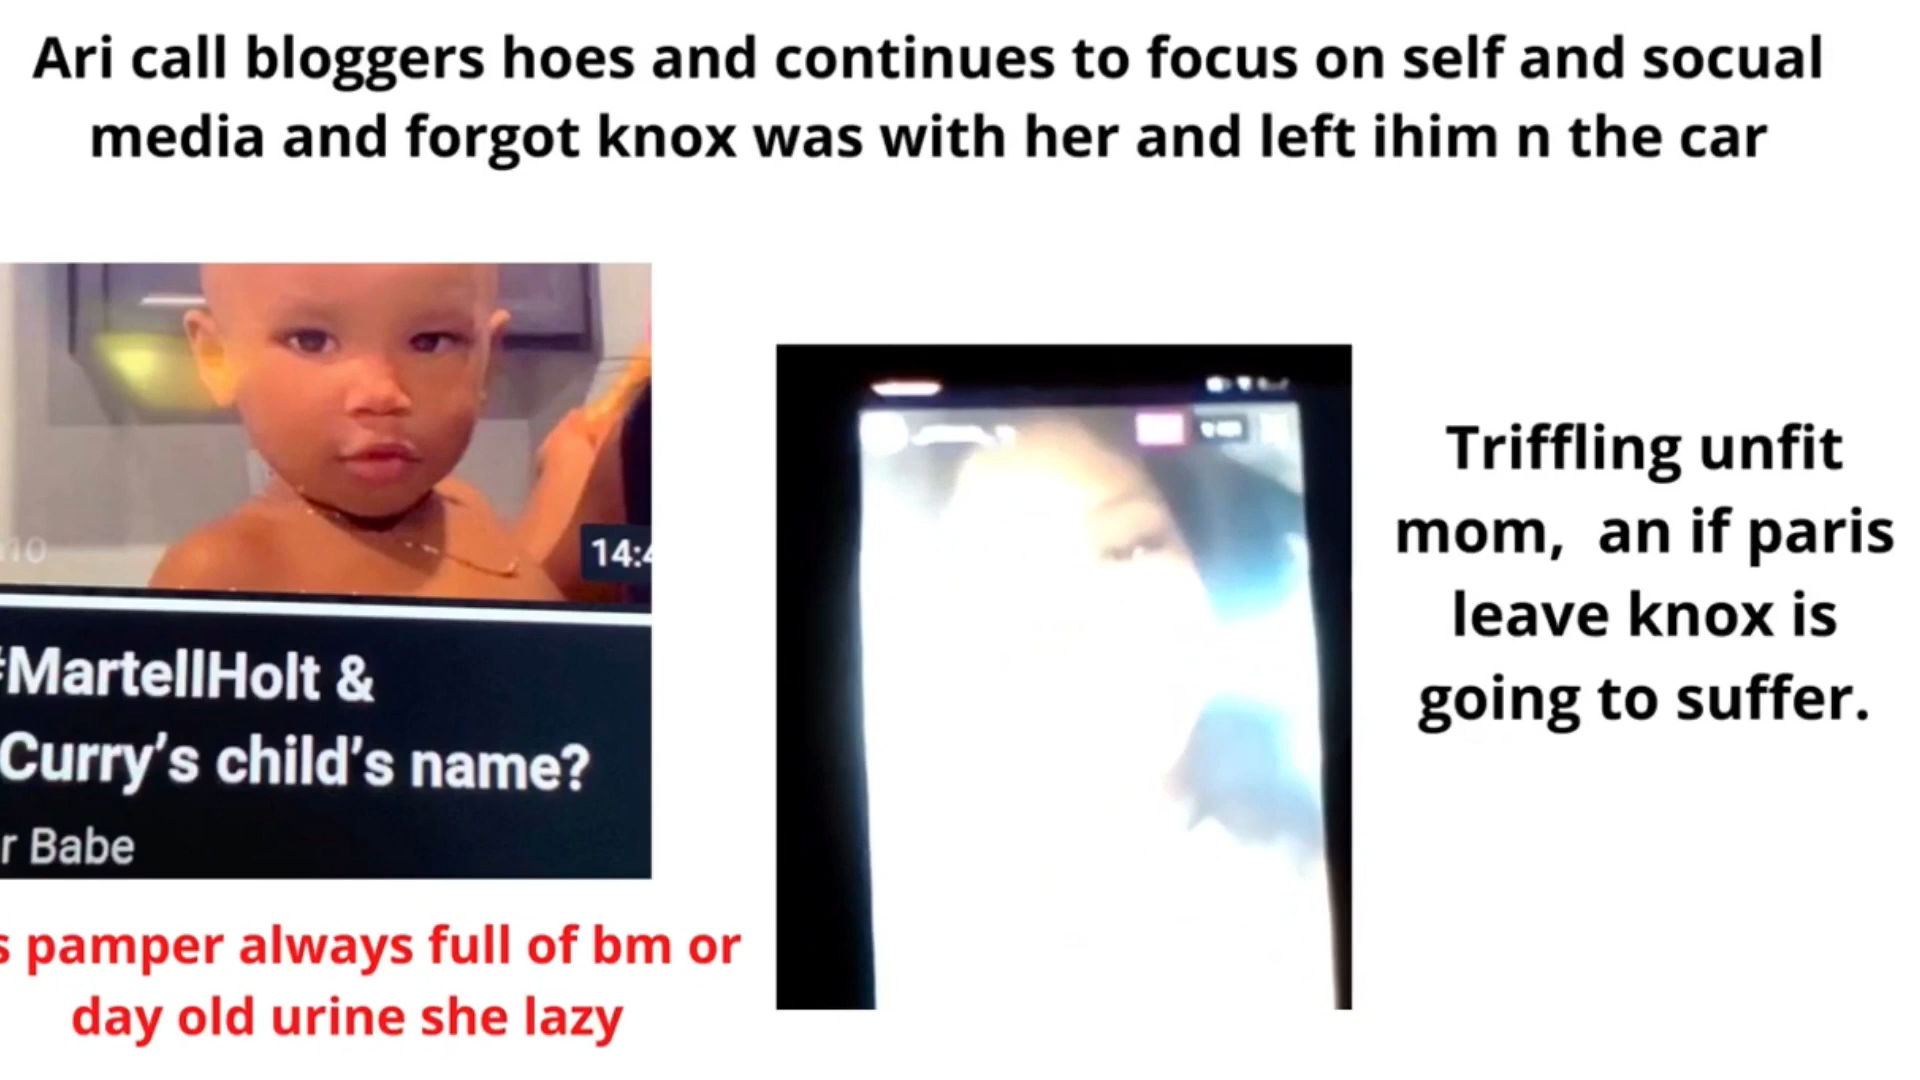 Ari call bloggers hoes and continues to focus on self and socual
media and forgot knox was with her and left ihim n the car
14:4
#MartellHolt &
Curry's child's name?
r Babe
Triffling unfit
mom, an if paris
leave knox is
going to suffer.
s pamper always full of bm or
day old urine she lazy